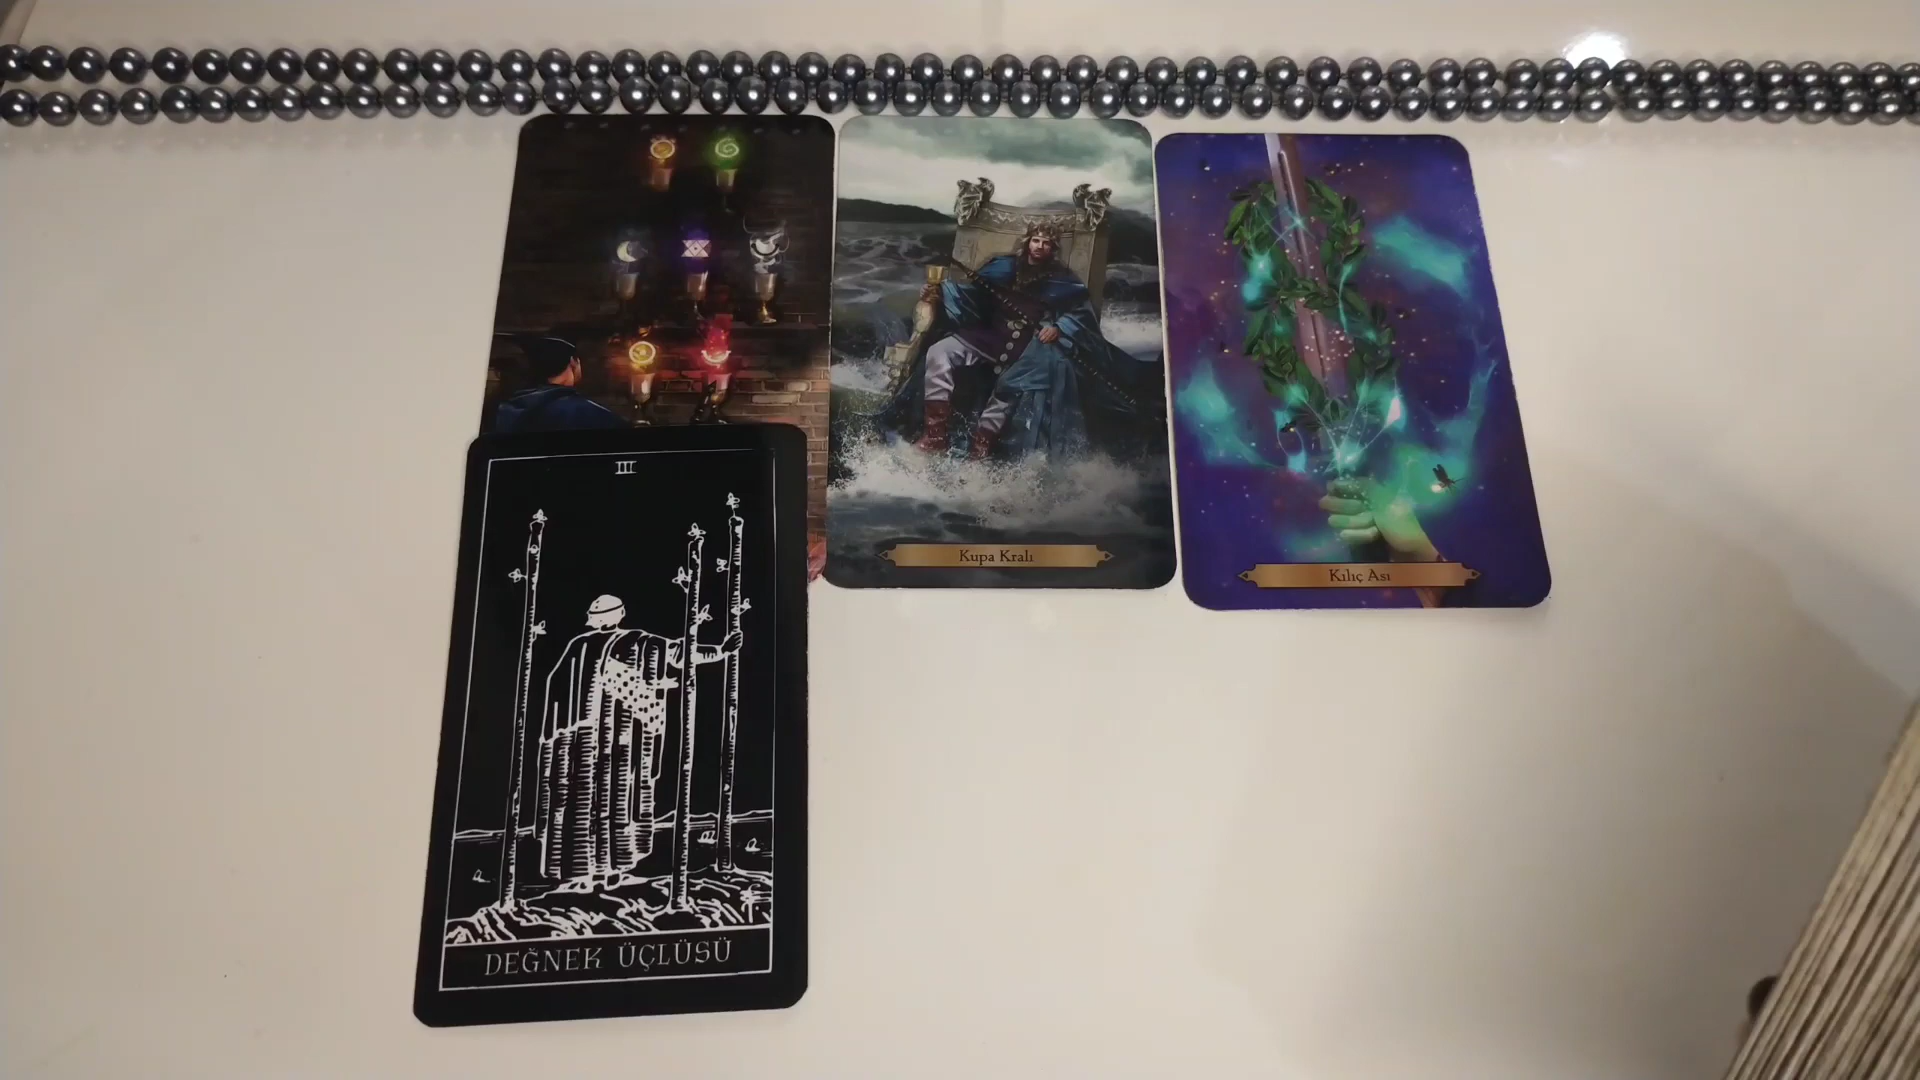 Kupa Kralı
Kılıç Ası
III
DEĞNEK ÜÇLÜSÜ